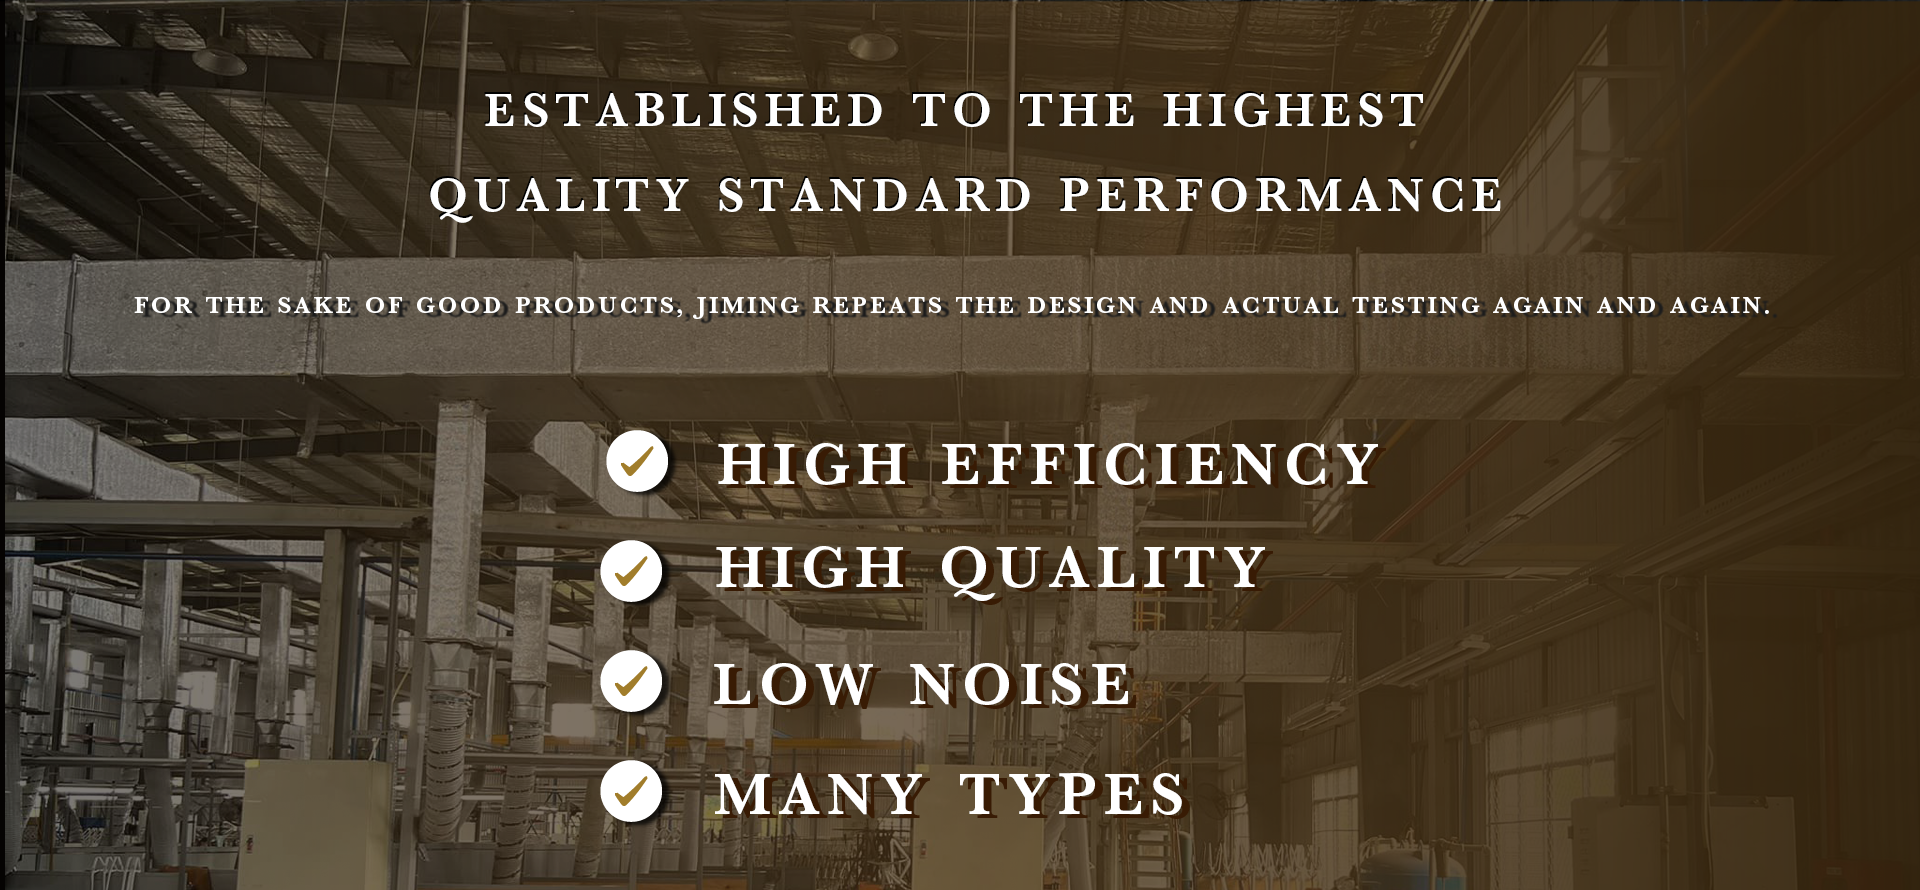 ESTABLISHED TO THE HIGHEST
QUALITY STANDARD PERFORMANCE
FOR THE SAKE OF GOOD PRODUCTS, JIMING REPEATS THE DESIGN AND ACTUAL TESTING AGAIN AND AGAIN.
HIGH EFFICIENCY
HIGH QUALITY
LOW NOISE
MANY TYPES